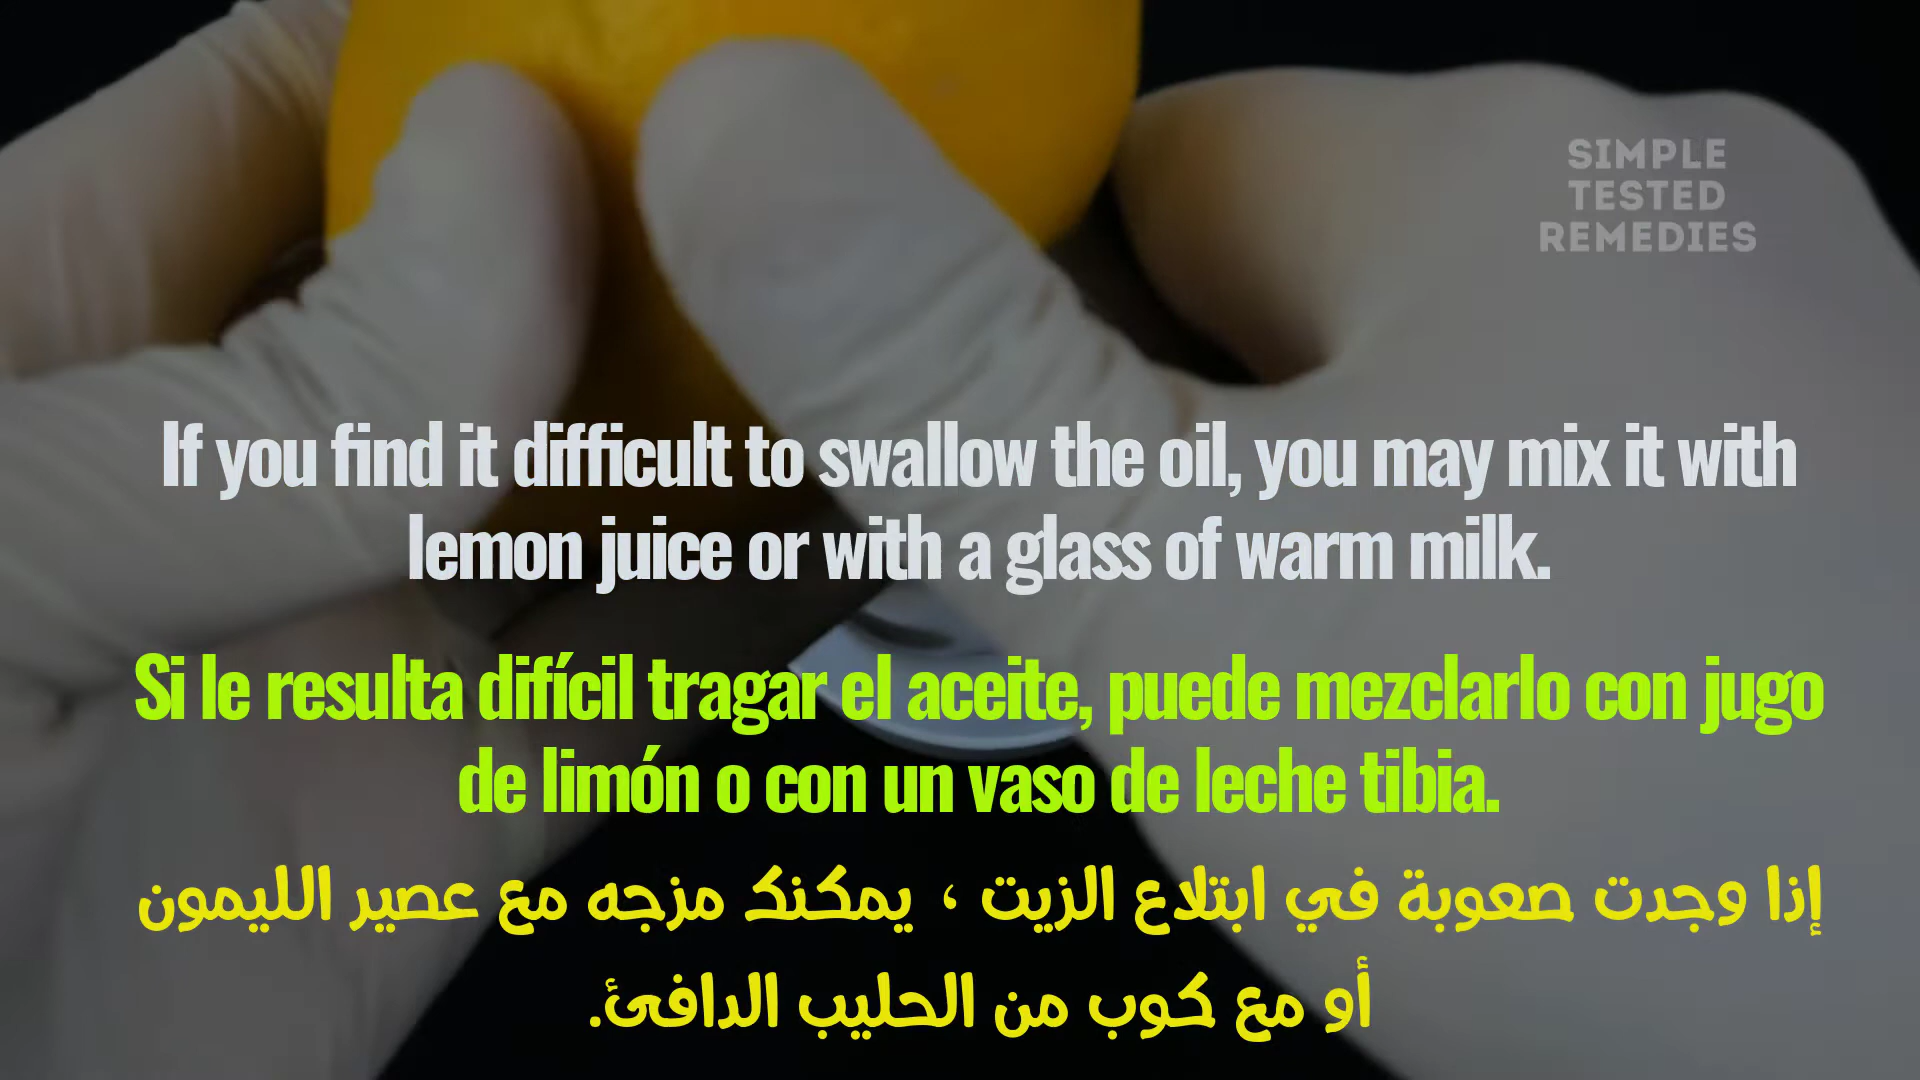 SIMPLE
TESTED
REMEDIES
If you find it difficult to swallow the oil, you may mix it with
lemon juice or with a glass of warm milk.
Si le resulta difícil tragar el aceite, puede mezclarlo con jugo
de limón o con un vaso de leche tibia.
إذا وجدت صعوبة في ابتلاع الزيت ، يمكنك مزجه مع عصير الليمون
أو مع كوب من الحليب الدافئ.